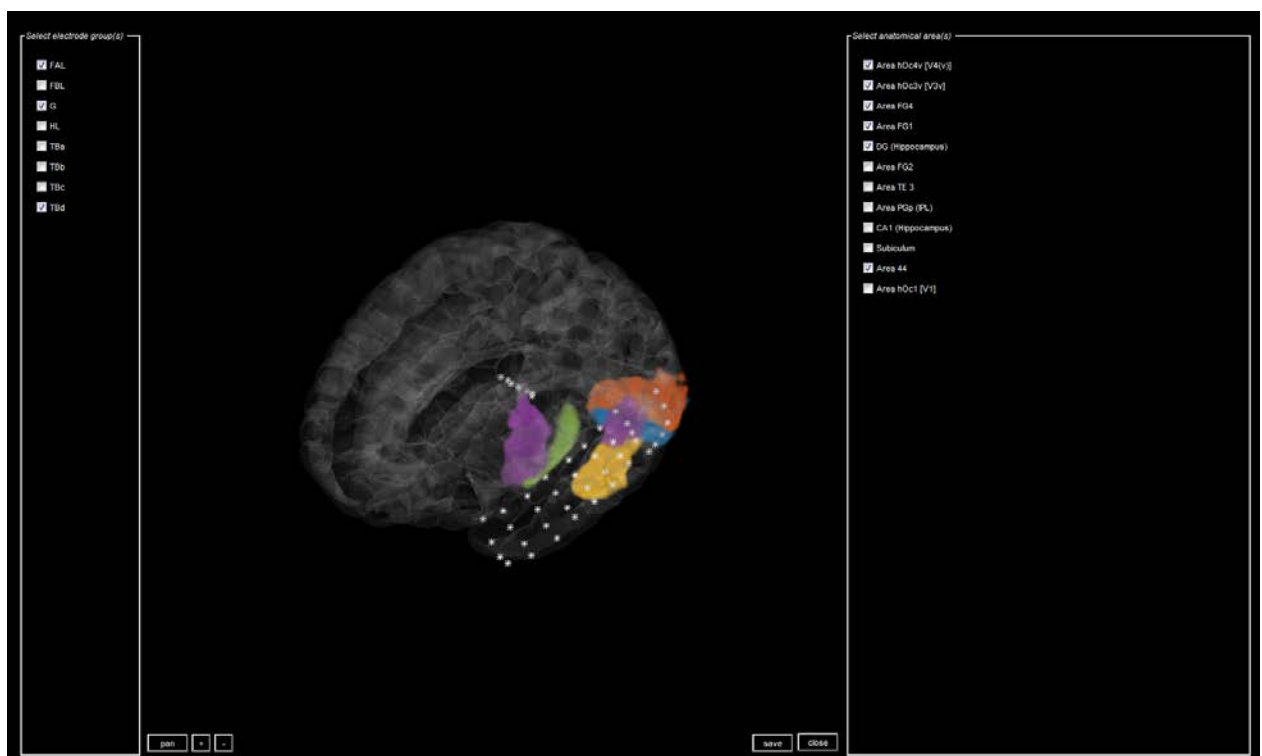 Select electrode group(s)
FAL
FBL
G
HL
TBa
TBb
TBc
TBd
Select anatomical area(s)
Area hOc4v [V4(v)]
Area hOc3v [V3v]
Area FG4
Area FG1
DG (Hippocampus)
Area FG2
Area TE 3
Area PGp (IPL)
CA1 (Hippocampus)
Subiculum
Area 44
Area hOc1 [V1]
pan + -
save close